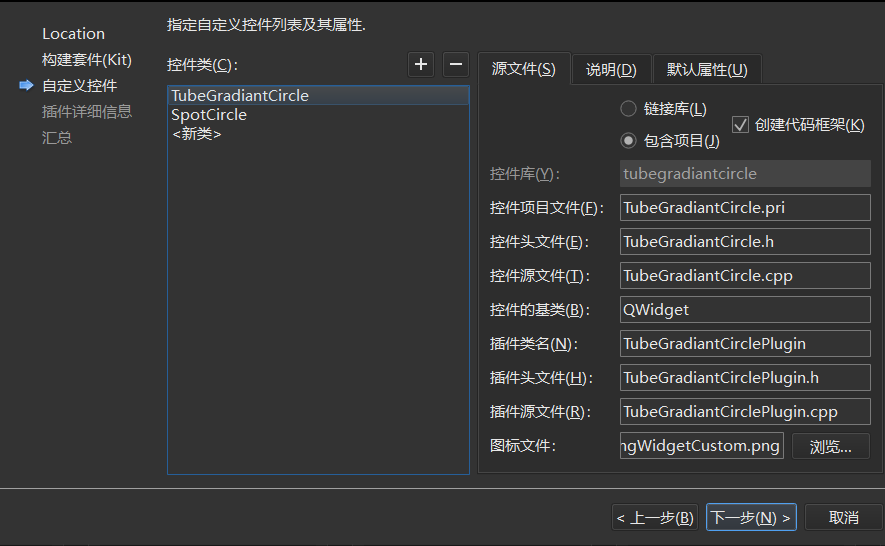 Location
构建套件(Kit)
自定义控件
插件详细信息
汇总
指定自定义控件列表及其属性.
控件类(C):
+
−
TubeGradiantCircle
SpotCircle
<新类>
源文件(S)
说明(D)
默认属性(U)
链接库(L)
包含项目(J)
创建代码框架(K)
控件库(Y): tubegradiantcircle
控件项目文件(F): TubeGradiantCircle.pri
控件头文件(E): TubeGradiantCircle.h
控件源文件(T): TubeGradiantCircle.cpp
控件的基类(B): QWidget
插件类名(N): TubeGradiantCirclePlugin
插件头文件(H): TubeGradiantCirclePlugin.h
插件源文件(R): TubeGradiantCirclePlugin.cpp
图标文件: ngWidgetCustom.png 浏览...
< 上一步(B) 下一步(N) > 取消